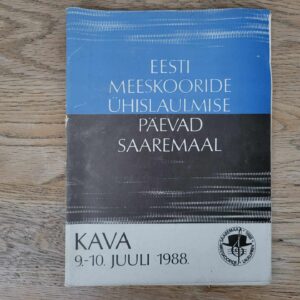 EESTI
MEESKOORIDE
ÜHISLAULMISE
PÄEVAD
SAAREMAAL
KAVA
9.-10. JUULI 1988